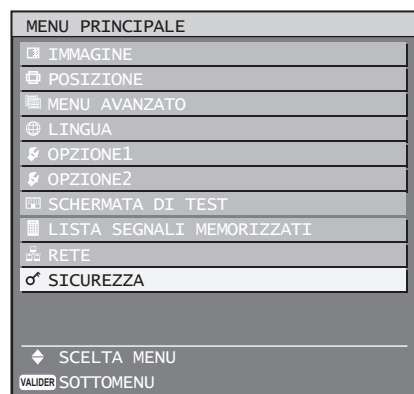 MENU PRINCIPALE
IMMAGINE
POSIZIONE
MENU AVANZATO
LINGUA
OPZIONE1
OPZIONE2
SCHERMATA DI TEST
LISTA SEGNALI MEMORIZZATI
RETE
SICUREZZA
SCELTA MENU
VALIDER SOTTOMENU